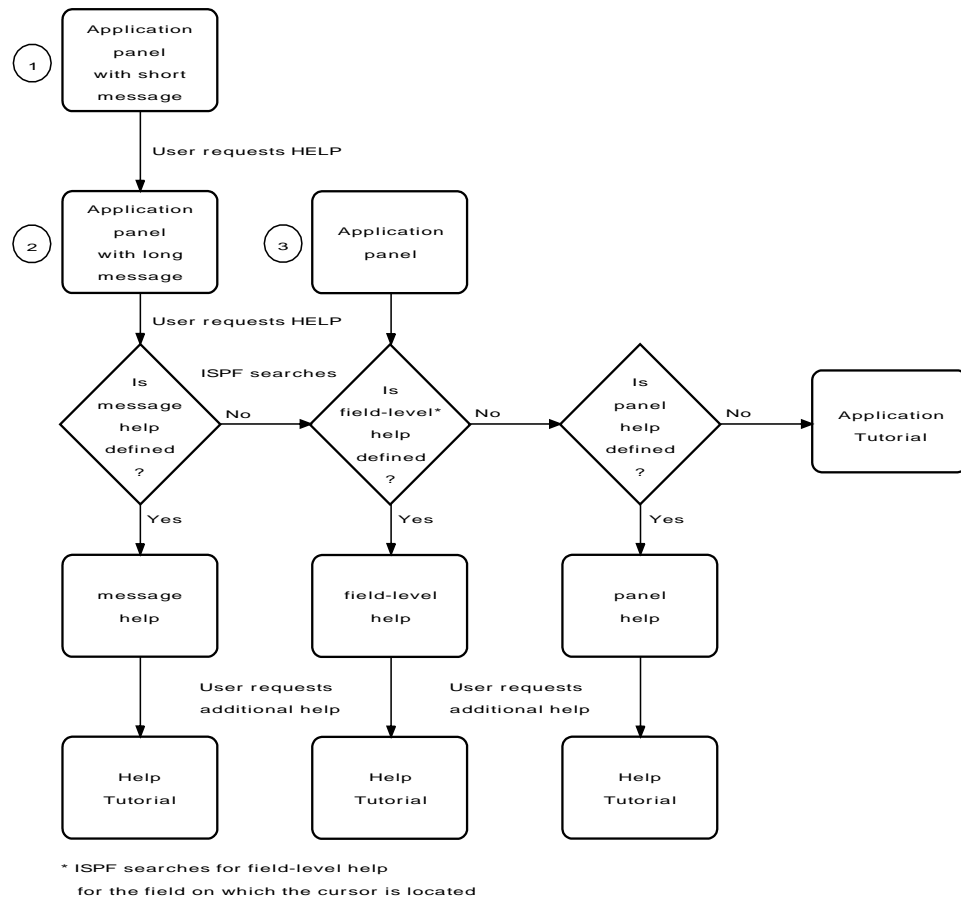 Application
panel
with short
message
1
User requests HELP
Application
panel
with long
message
2
Application
panel
3
User requests HELP
ISPF searches
Is
message
help
defined
?
No
Is
field-level*
help
defined
?
No
Is
panel
help
defined
?
No
Application
Tutorial
Yes
Yes
Yes
message
help
field-level
help
panel
help
User requests
additional help
User requests
additional help
Help
Tutorial
Help
Tutorial
Help
Tutorial
* ISPF searches for field-level help
for the field on which the cursor is located